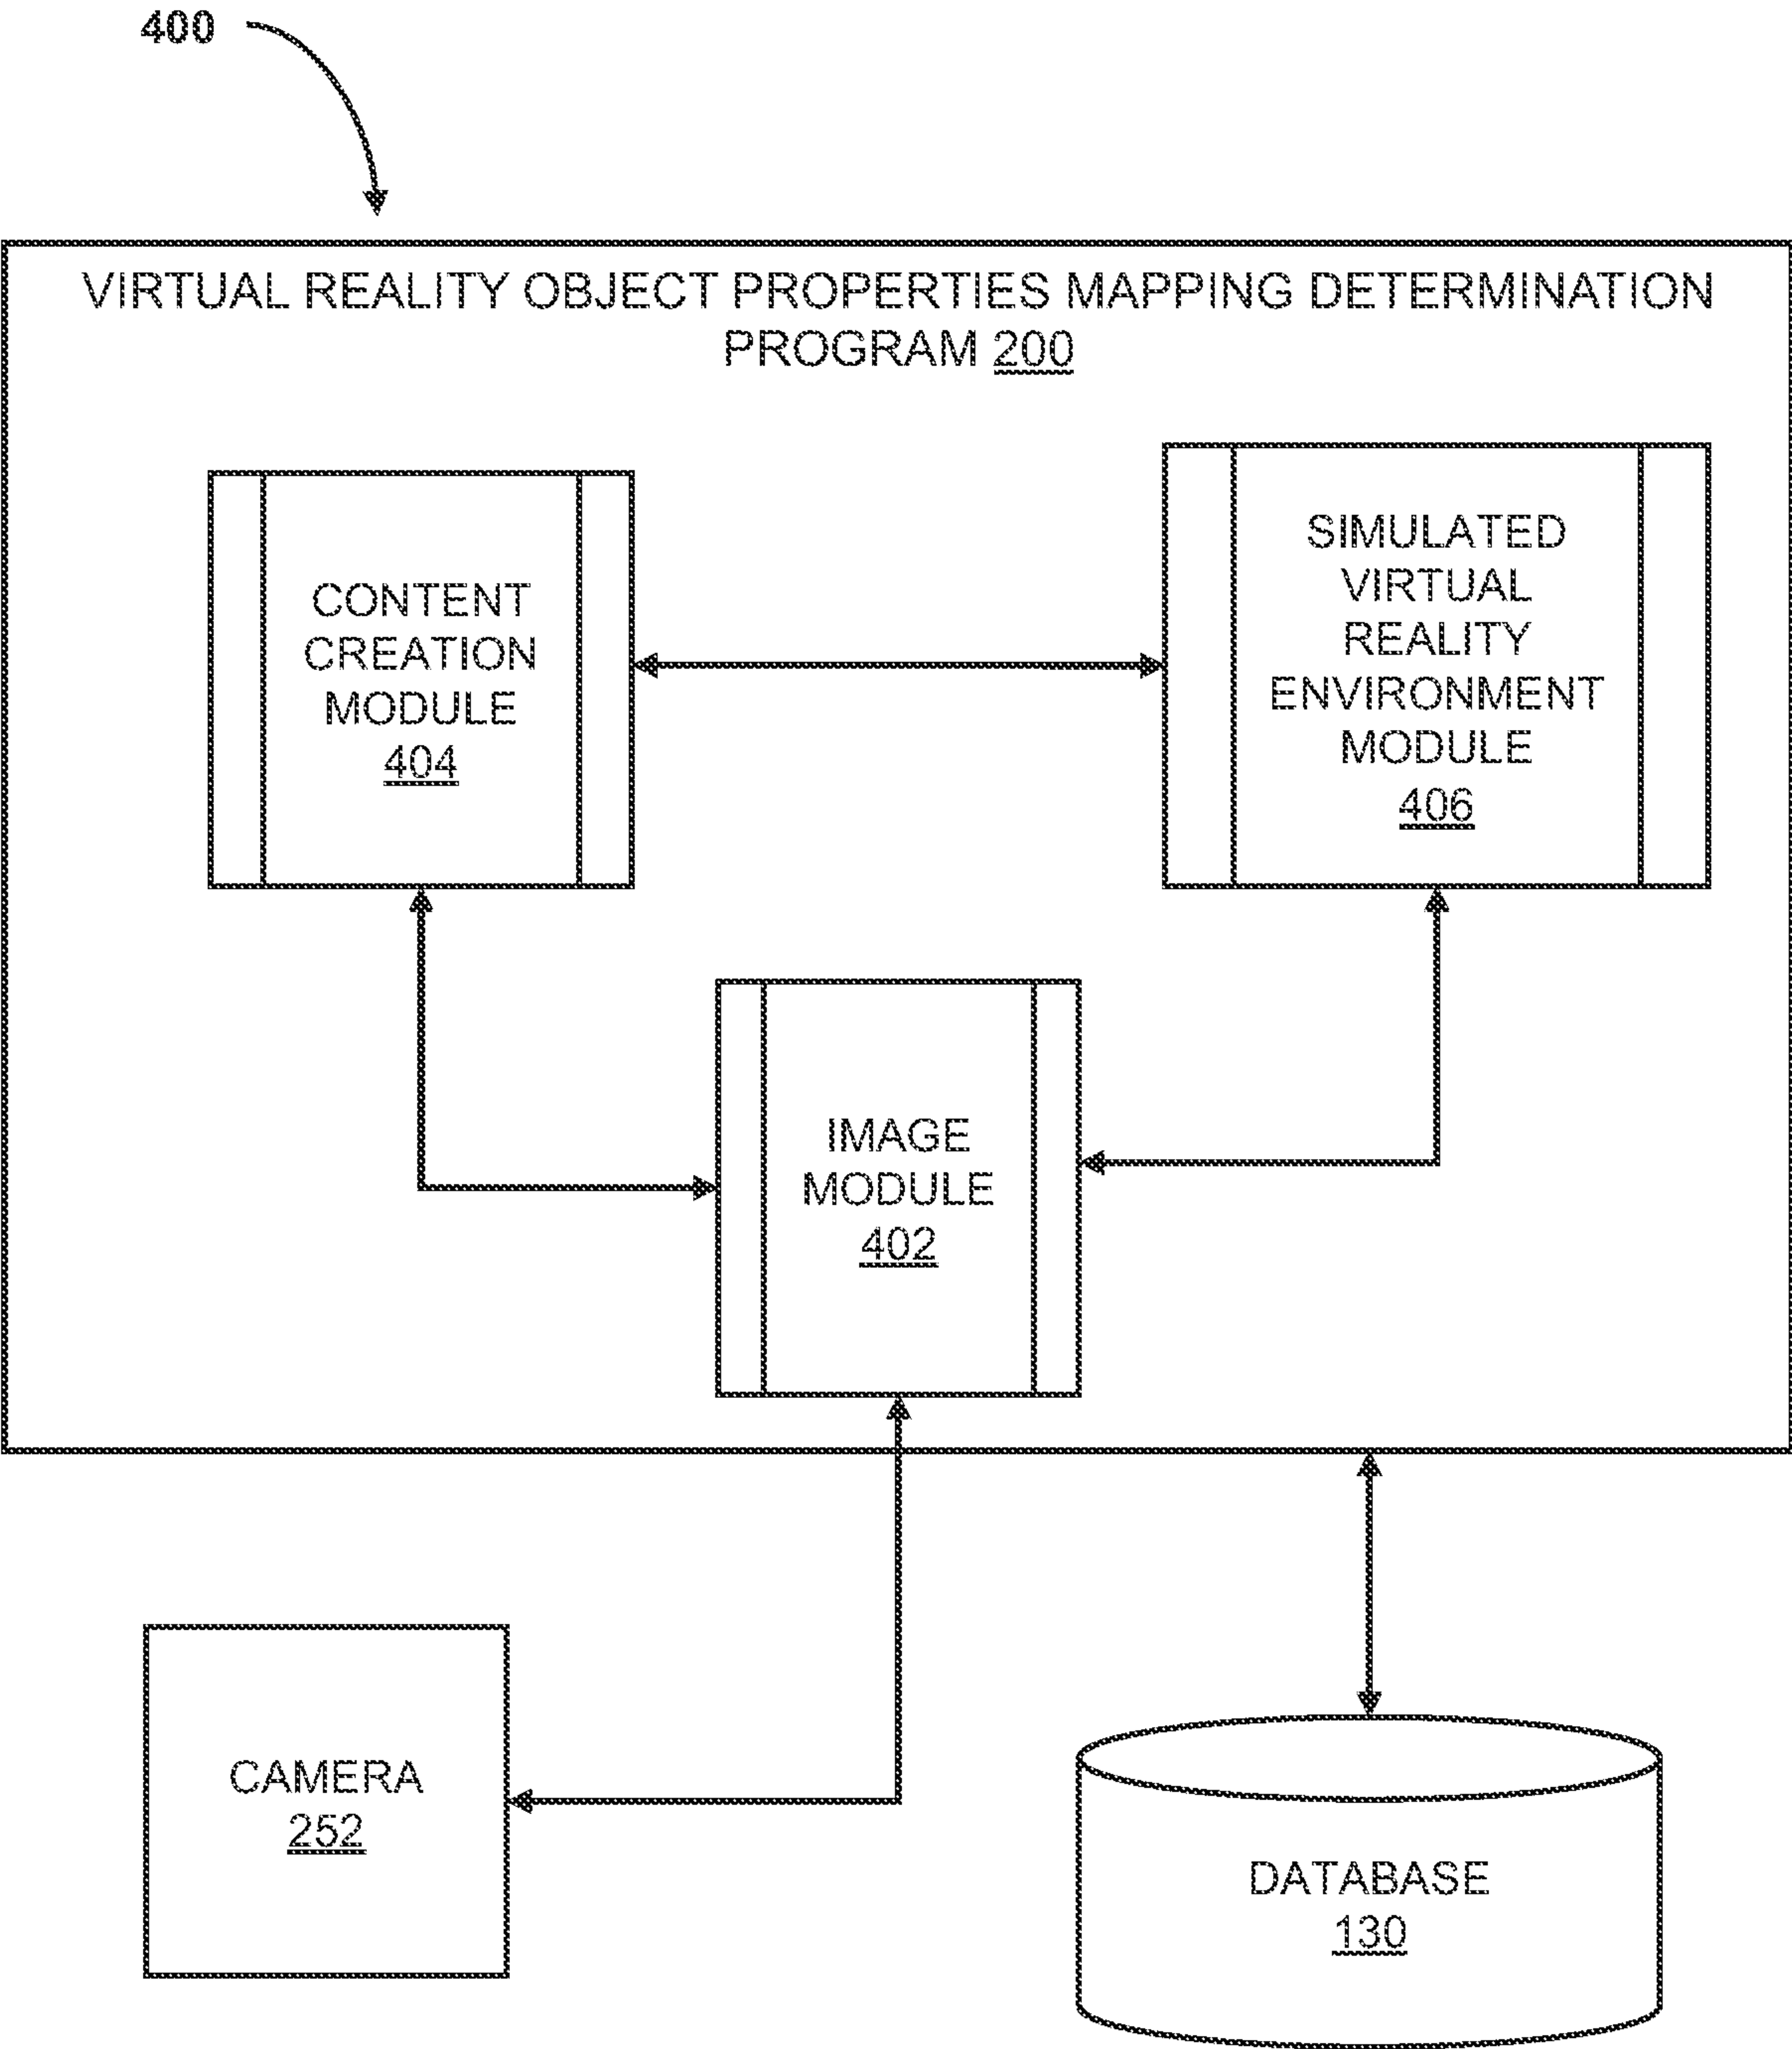 400
VIRTUAL REALITY OBJECT PROPERTIES MAPPING DETERMINATION
PROGRAM 200
CONTENT
CREATION
MODULE
404
SIMULATED
VIRTUAL
REALITY
ENVIRONMENT
MODULE
406
IMAGE
MODULE
402
CAMERA
252
DATABASE
130